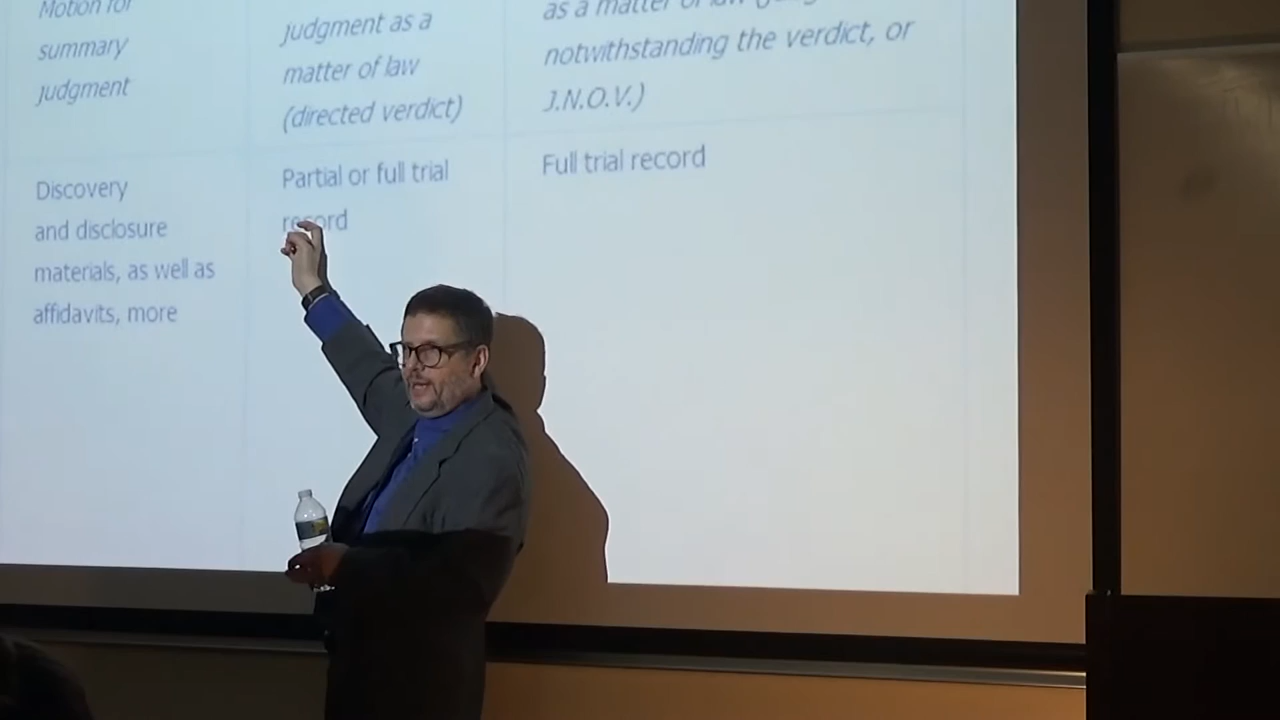 Motion for
summary
judgment
judgment as a
matter of law
(directed verdict)
as a matter of law
notwithstanding the verdict, or
J.N.O.V.)
Discovery
and disclosure
materials, as well as
affidavits, more
Partial or full trial
record
Full trial record